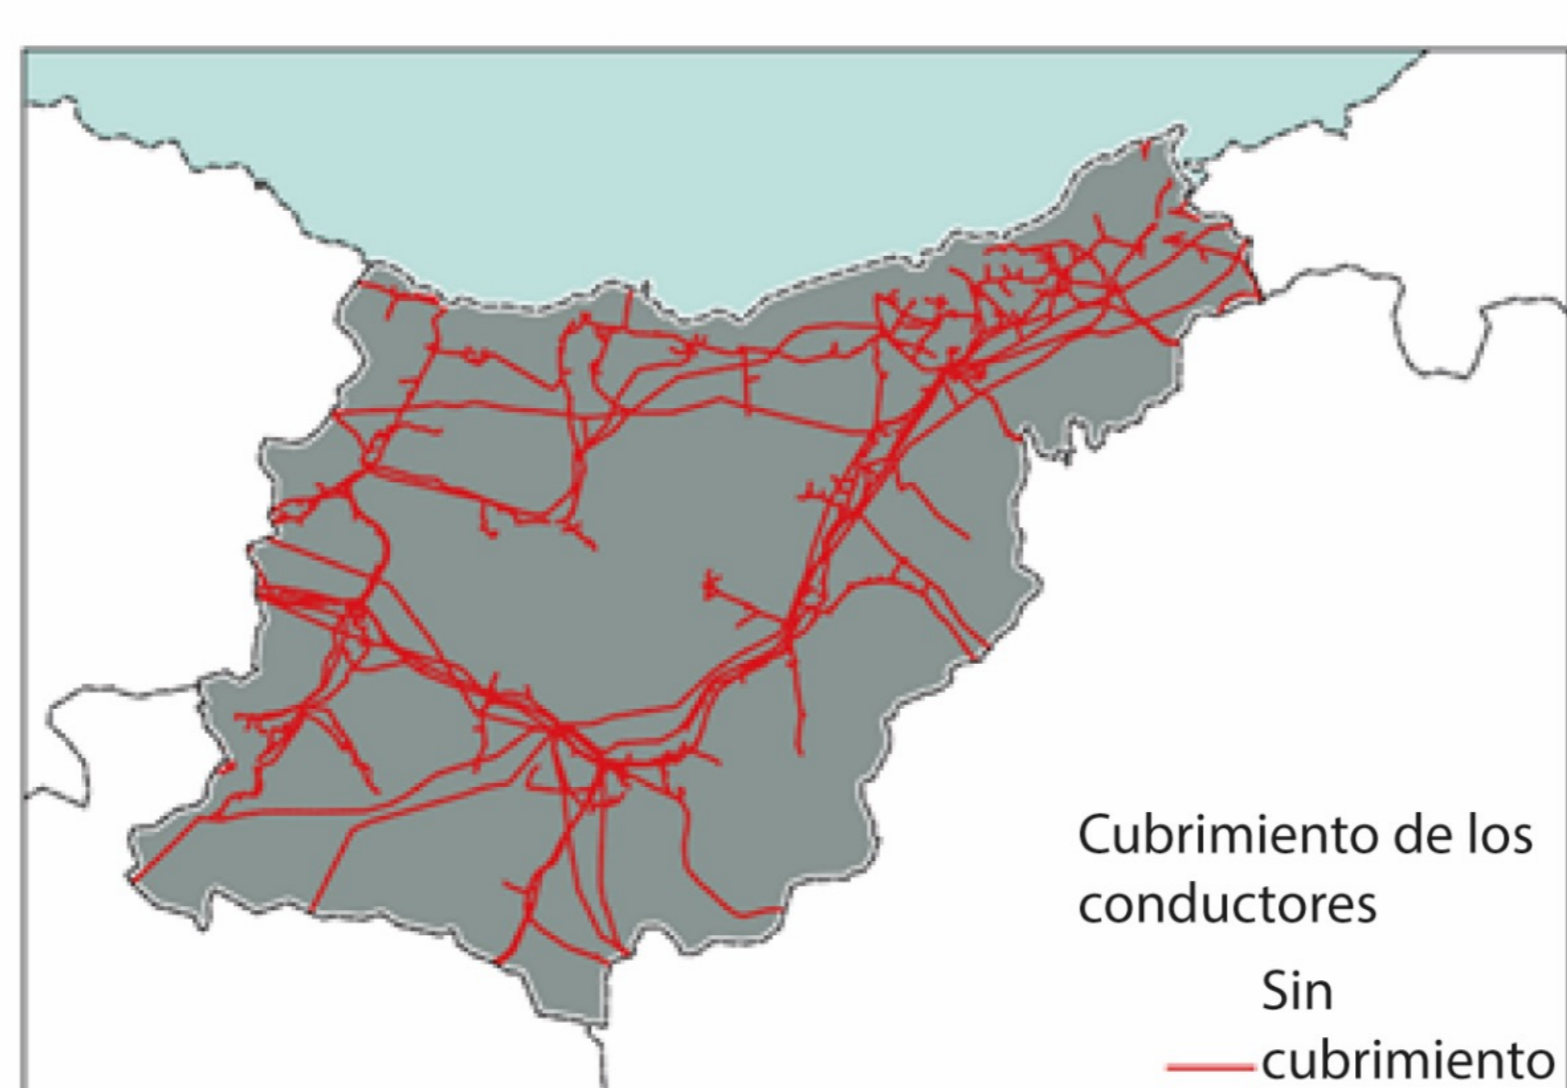 Cubrimiento de los
conductores
Sin
cubrimiento